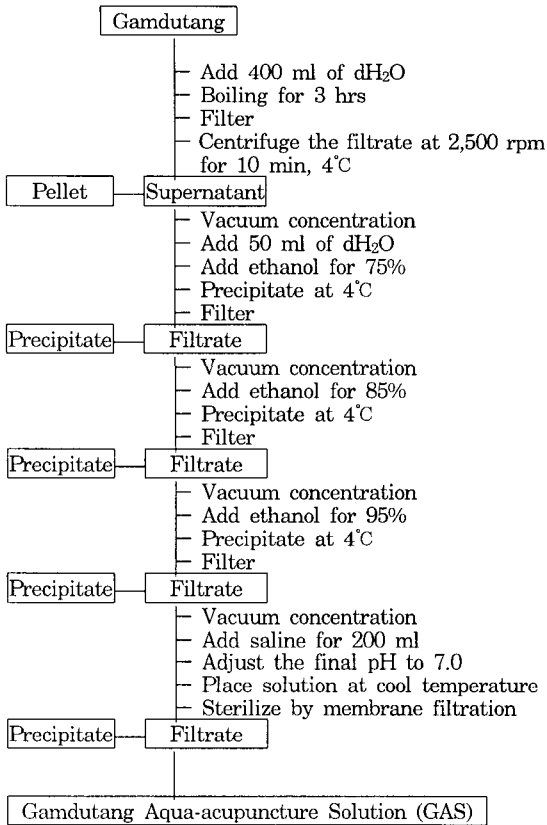 Gamdutang
Add 400 ml of dH₂O
Boiling for 3 hrs
Filter
Centrifuge the filtrate at 2,500 rpm
for 10 min, 4℃
Pellet
Supernatant
Vacuum concentration
Add 50 ml of dH₂O
Add ethanol for 75%
Precipitate at 4℃
Filter
Precipitate
Filtrate
Vacuum concentration
Add ethanol for 85%
Precipitate at 4℃
Filter
Precipitate
Filtrate
Vacuum concentration
Add ethanol for 95%
Precipitate at 4℃
Filter
Precipitate
Filtrate
Vacuum concentration
Add saline for 200 ml
Adjust the final pH to 7.0
Place solution at cool temperature
Sterilize by membrane filtration
Precipitate
Filtrate
Gamdutang Aqua-acupuncture Solution (GAS)